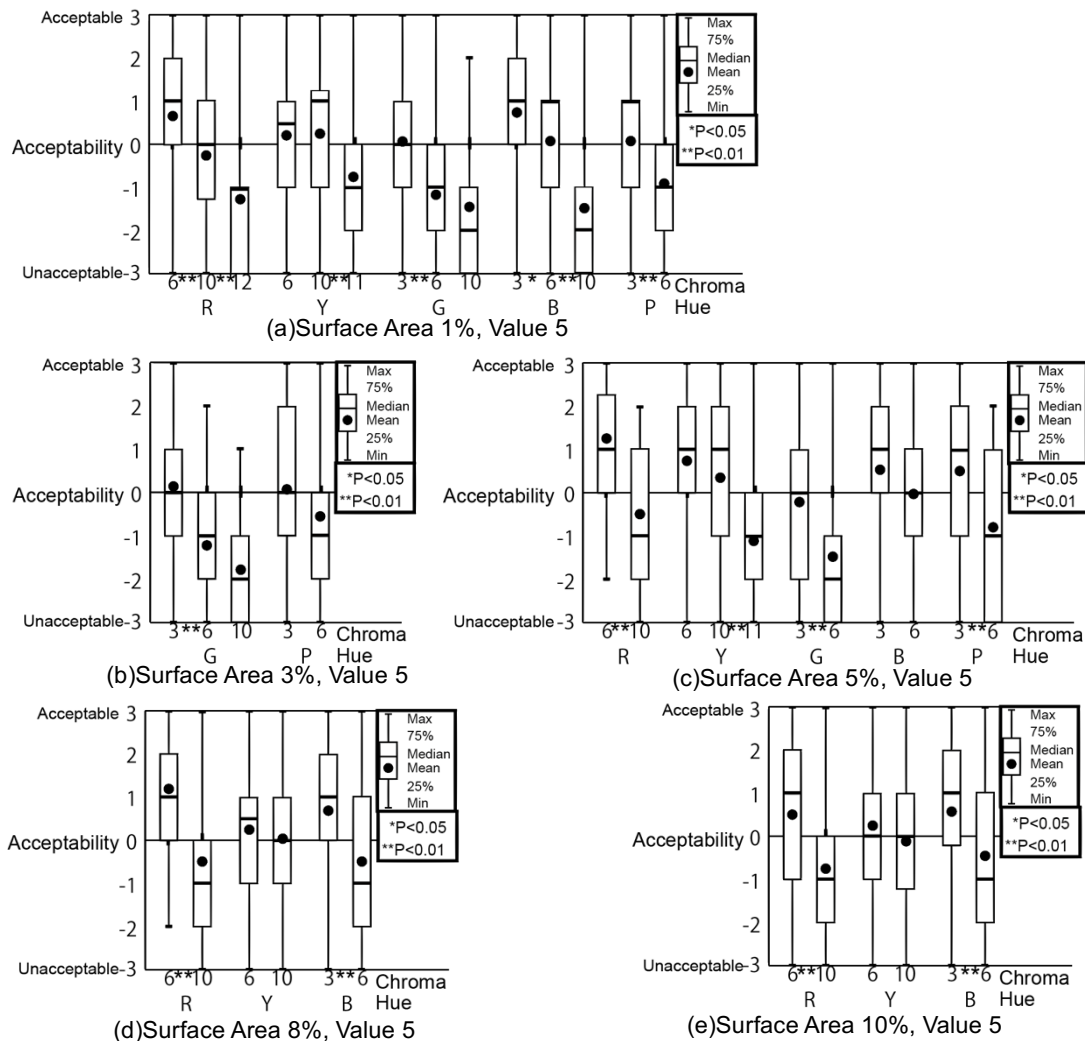 Acceptable 3
2
1
Acceptability 0
-1
-2
Unacceptable -3
Max
75%
Median
Mean
25%
Min
*P<0.05
**P<0.01
6 ** 10 ** 12 6 10 ** 11 3 ** 6 10 3 * 6 ** 10 3 ** 6 Chroma
R Y G B P Hue
(a)Surface Area 1%, Value 5
Acceptable 3
2
1
Acceptability 0
-1
-2
Unacceptable -3
Max
75%
Median
Mean
25%
Min
*P<0.05
**P<0.01
3 ** 6 10 3 6 Chroma
G P Hue
(b)Surface Area 3%, Value 5
Acceptable 3
2
1
Acceptability 0
-1
-2
Unacceptable -3
Max
75%
Median
Mean
25%
Min
*P<0.05
**P<0.01
6 ** 10 6 10 ** 11 3 ** 6 3 6 3 ** 6 Chroma
R Y G B P Hue
(c)Surface Area 5%, Value 5
Acceptable 3
2
1
Acceptability 0
-1
-2
Unacceptable -3
Max
75%
Median
Mean
25%
Min
*P<0.05
**P<0.01
6 ** 10 6 10 3 ** 6 Chroma
R Y B Hue
(d)Surface Area 8%, Value 5
Acceptable 3
2
1
Acceptability 0
-1
-2
Unacceptable -3
Max
75%
Median
Mean
25%
Min
*P<0.05
**P<0.01
6 ** 10 6 10 3 ** 6 Chroma
R Y B Hue
(e)Surface Area 10%, Value 5